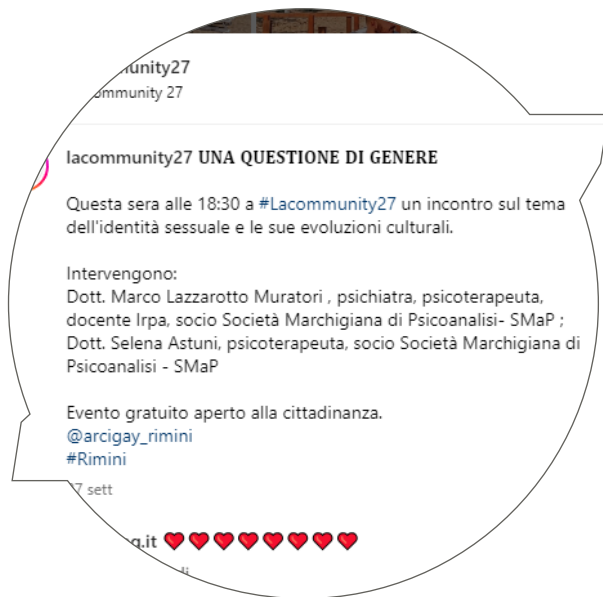 lacommunity27 UNA QUESTIONE DI GENERE
Questa sera alle 18:30 a #Lacommunity27 un incontro sul tema
dell'identità sessuale e le sue evoluzioni culturali.
Intervengono:
Dott. Marco Lazzarotto Muratori , psichiatra, psicoterapeuta,
docente Irpa, socio Società Marchigiana di Psicoanalisi- SMaP ;
Dott. Selena Astuni, psicoterapeuta, socio Società Marchigiana di
Psicoanalisi - SMaP
Evento gratuito aperto alla cittadinanza.
@arcigay_rimini
#Rimini
sett